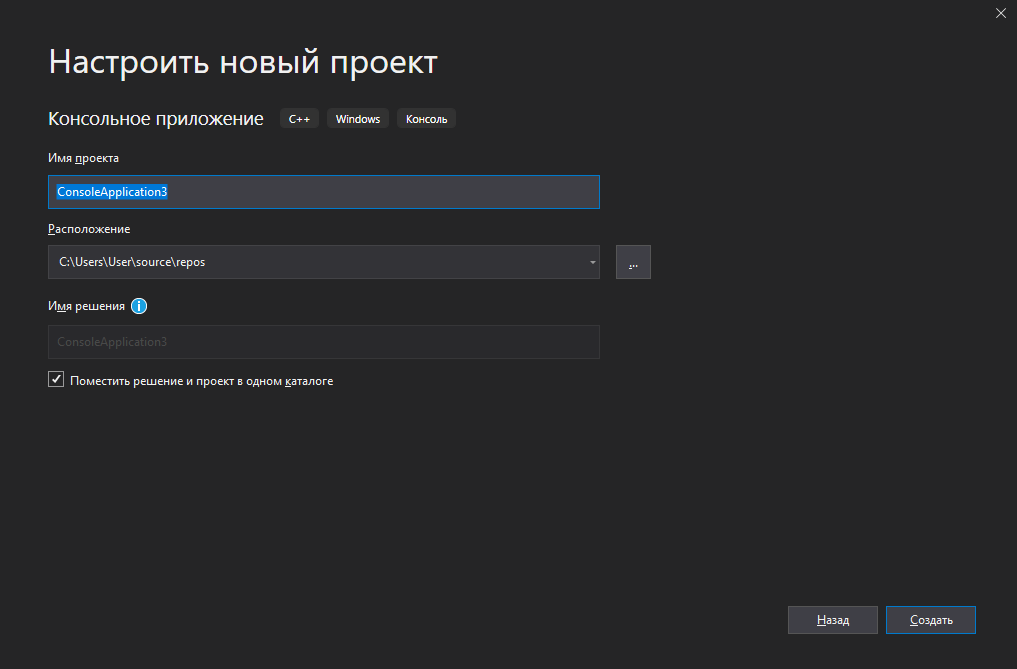 Настроить новый проект
Консольное приложение C++ Windows Консоль
Имя проекта
ConsoleApplication3
Расположение
C:\Users\User\source\repos ...
Имя решения i
ConsoleApplication3
Поместить решение и проект в одном каталоге
Назад Создать